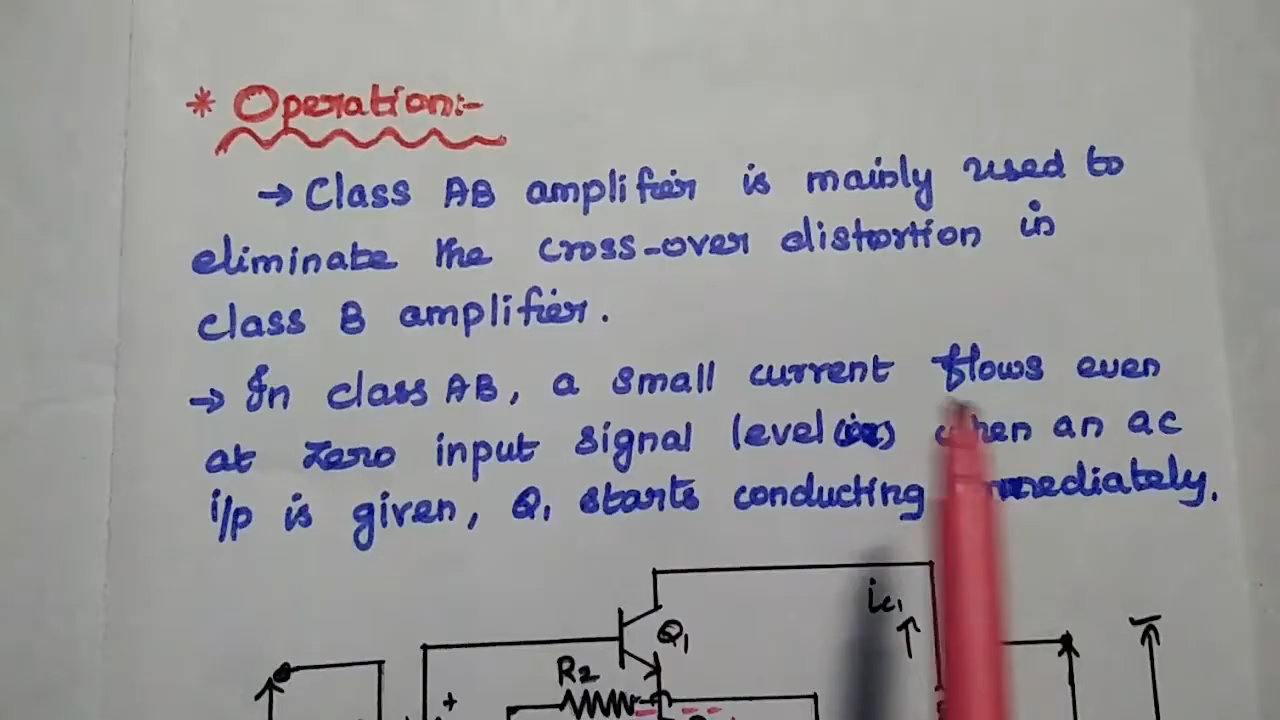 * Operation:-
→ Class AB amplifier is mainly used to
eliminate the cross-over distortion in
class B amplifier.
→ In class AB, a small current flows even
at zero input signal level when an ac
i/p is given, Q1 starts conducting immediately.
ic1
Q1
R2
+